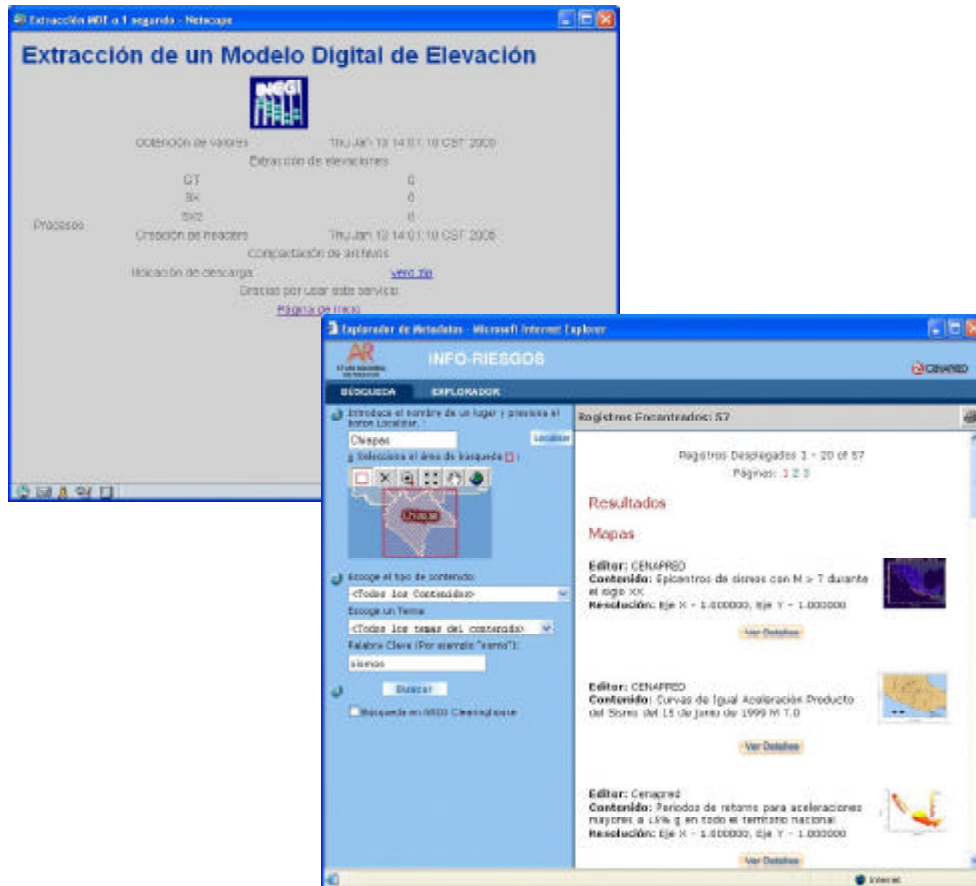 Extracción MDE a 1 segundo - Netscape
Extracción de un Modelo Digital de Elevación
INEGI
Obtención de valores Thu Jan 13 14:01:10 CST 2005
Extracción de elevaciones
GT 0
0
0
Procesos
Creación de headers Thu Jan 13 14:01:10 CST 2005
Compactación de archivos
Ubicación de descarga vero.zip
Gracias por usar este servicio
Página de inicio
Explorador de Metadatos - Microsoft Internet Explorer
AR
INFO-RIESGOS
CENAPRED
BÚSQUEDA EXPLORADOR
Introduce el nombre de un lugar y presiona el
boton Localizar. :
Chiapas Localizar
ó Selecciona el área de búsqueda :
Chiapas
Escoge el tipo de contenido:
<Todos los Contenidos>
Escoge un Tema:
<Todos los temas del contenido>
Palabra Clave (Por ejemplo "sismo"):
sismos
Buscar
Búsqueda en Clearinghouse
Registros Encontrados: 57
Registros Desplegados 1 - 20 of 57
Páginas: 1 2 3
Resultados
Mapas
Editor: CENAPRED
Contenido: Epicentros de sismos con M > 7 durante
el siglo XX
Resolución: Eje X - 1.000000, Eje Y - 1.000000
Ver Detalles
Editor: CENAPRED
Contenido: Curvas de Igual Aceleración Producto
del Sismo del 15 de junio de 1999 M 7.0
Ver Detalles
Editor: Cenapred
Contenido: Periodos de retorno para aceleraciones
mayores a 15% g en todo el territorio nacional
Resolución: Eje X - 1.000000, Eje Y - 1.000000
Ver Detalles
Internet